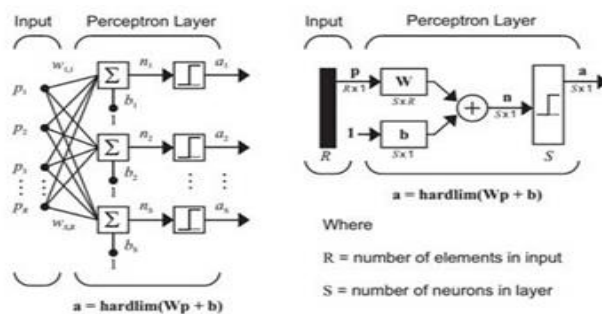 Input Perceptron Layer
w1,1 n1 a1
p1 Σ
b1
p2 1
n2 a2
Σ
p3 b2
1
pR nS aS
wS,R Σ
bS
1
a = hardlim(Wp + b)
Input Perceptron Layer
p W a
R x 1 S x R S x 1
+ n
1 b S x 1
R S x 1 S
a = hardlim(Wp + b)
Where
R = number of elements in input
S = number of neurons in layer